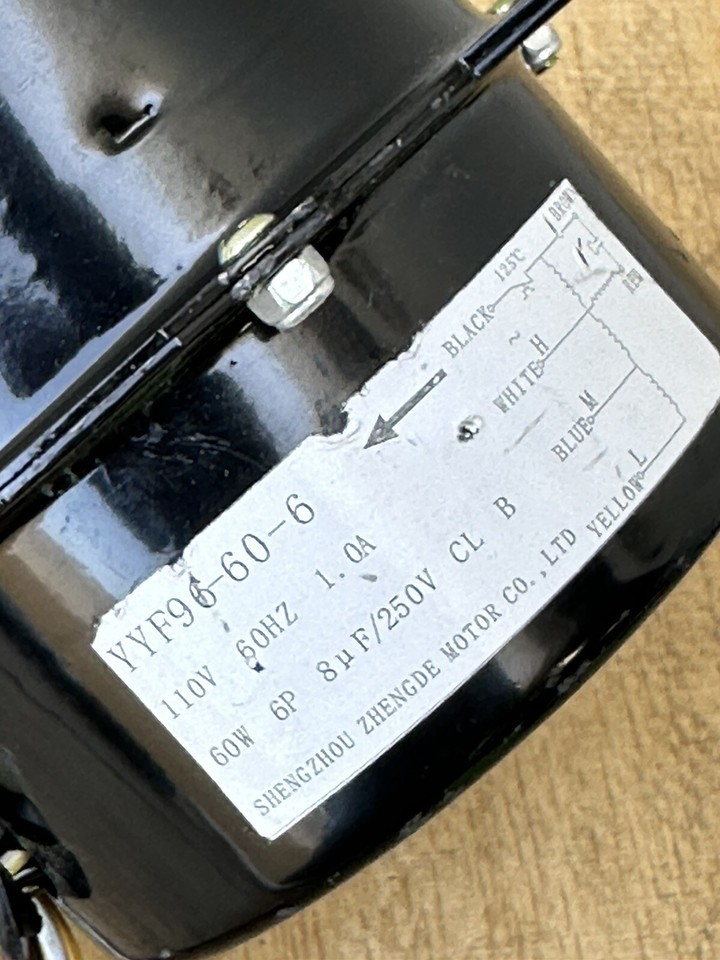 YYF96-60-6
110V 60HZ 1.0A
60W 6P 8μF/250V CL B
SHENGZHOU ZHENGDE MOTOR CO.,LTD
BROWN
C
RED
125℃
BLACK
~
WHITE H
BLUE M
YELLOW L